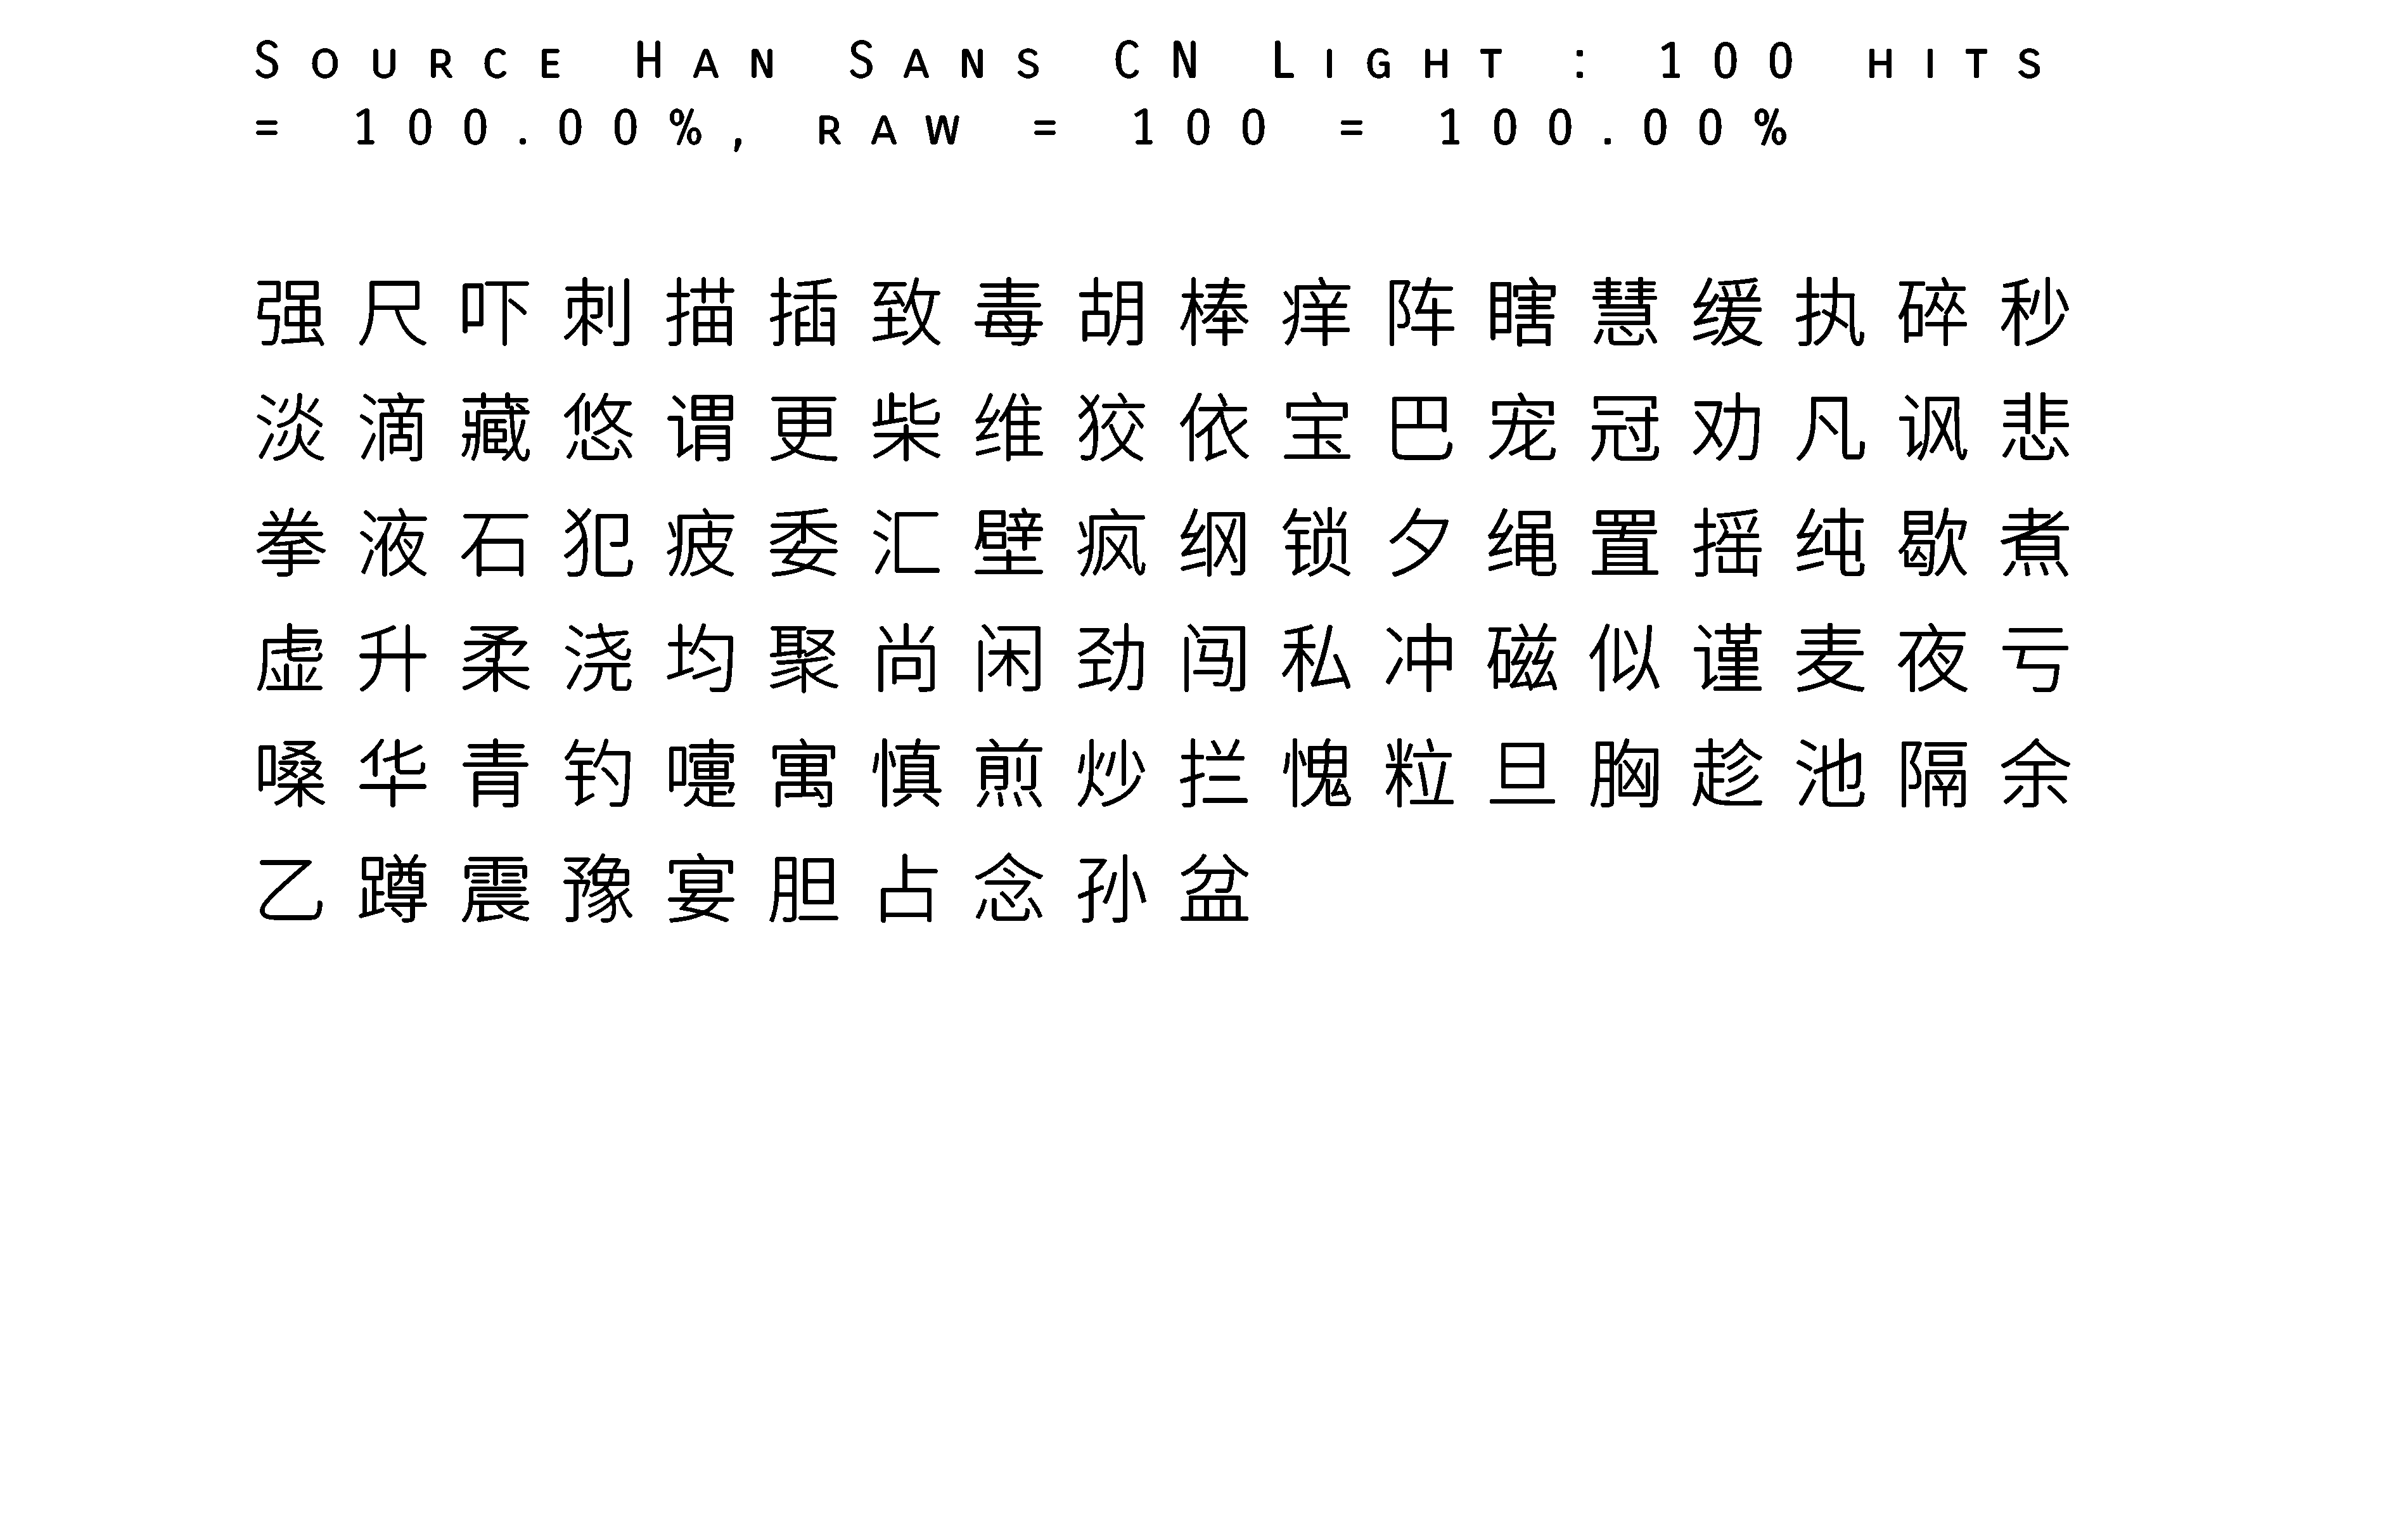 Source Han Sans CN Light : 100 hits
= 100.00%, raw = 100 = 100.00%
强尺吓刺描插致毒胡棒痒阵瞎慧缓执碎秒
淡滴藏悠谓更柴维狡依宝巴宠冠劝凡讽悲
拳液石犯疲委汇壁疯纲锁夕绳置摇纯歇煮
虚升柔浇均聚尚闲劲闯私冲磁似谨麦夜亏
嗓华青钓嚏寓慎煎炒拦愧粒旦胸趁池隔余
乙蹲震豫宴胆占念孙盆